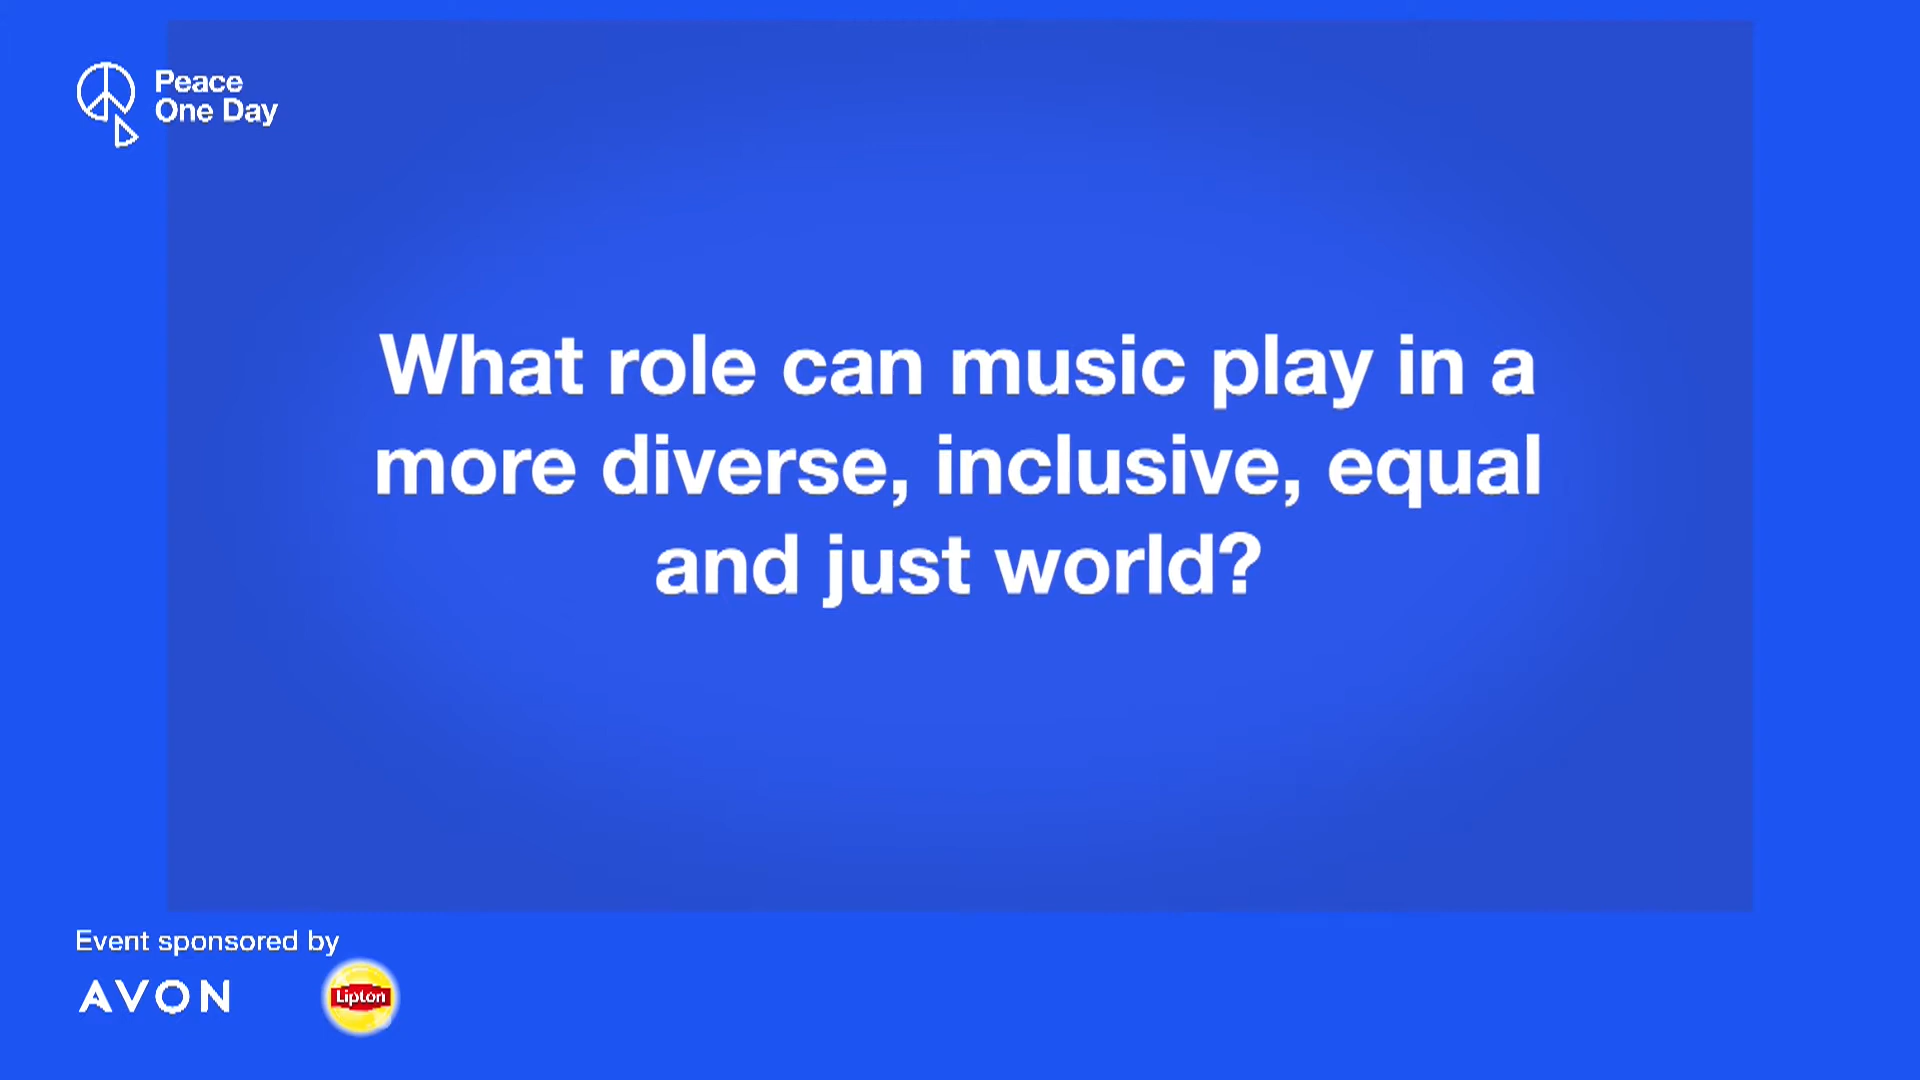 Peace
One Day
What role can music play in a
more diverse, inclusive, equal
and just world?
Event sponsored by
AVON
Lipton